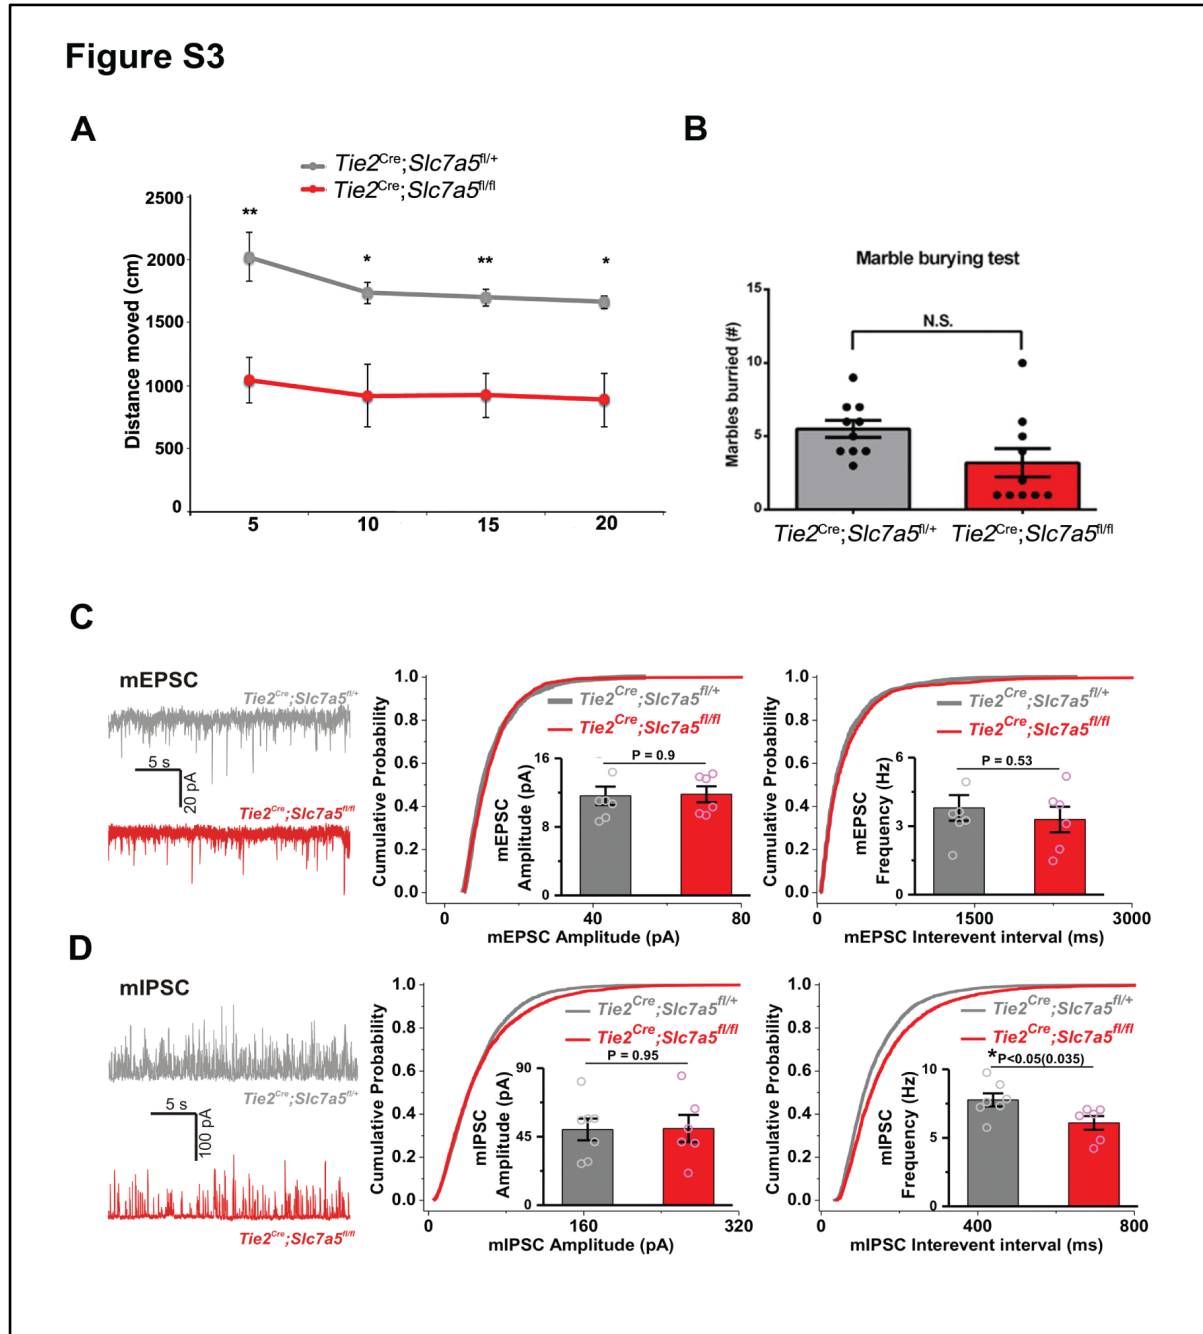 Figure S3
A
Tie2Cre;Slc7a5fl/+
Tie2Cre;Slc7a5fl/fl
Distance moved (cm)
2500
2000
1500
1000
500
0
**
*
**
*
5 10 15 20
B
Marble burying test
Marbles burried (#)
15
10
5
0
N.S.
Tie2Cre;Slc7a5fl/+ Tie2Cre;Slc7a5fl/fl
C
mEPSC
Tie2Cre;Slc7a5fl/+
5 s
20 pA
Tie2Cre;Slc7a5fl/fl
Cumulative Probability
1.0
0.8
0.6
0.4
0.2
0.0
Tie2Cre;Slc7a5fl/+
Tie2Cre;Slc7a5fl/fl
mEPSC
Amplitude (pA)
16
8
0
P = 0.9
0 40 80
mEPSC Amplitude (pA)
Cumulative Probability
1.0
0.8
0.6
0.4
0.2
0.0
Tie2Cre;Slc7a5fl/+
Tie2Cre;Slc7a5fl/fl
mEPSC
Frequency (Hz)
6
3
0
P = 0.53
0 1500 3000
mEPSC Interevent interval (ms)
D
mIPSC
Tie2Cre;Slc7a5fl/+
5 s
100 pA
Tie2Cre;Slc7a5fl/fl
Cumulative Probability
1.0
0.8
0.6
0.4
0.2
0.0
Tie2Cre;Slc7a5fl/+
Tie2Cre;Slc7a5fl/fl
mIPSC
Amplitude (pA)
90
45
0
P = 0.95
0 160 320
mIPSC Amplitude (pA)
Cumulative Probability
1.0
0.8
0.6
0.4
0.2
0.0
Tie2Cre;Slc7a5fl/+
Tie2Cre;Slc7a5fl/fl
mIPSC
Frequency (Hz)
10
5
0
*P<0.05(0.035)
0 400 800
mIPSC Interevent interval (ms)